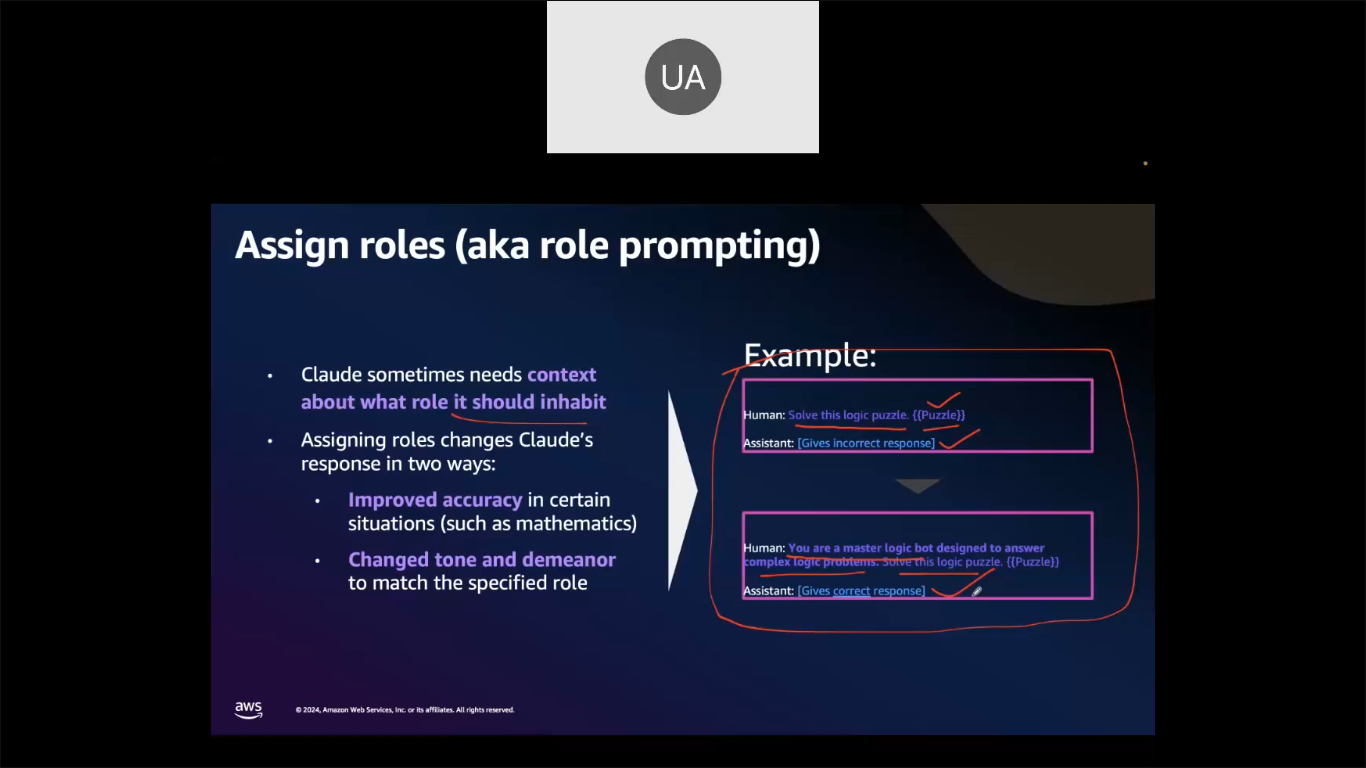 UA
Assign roles (aka role prompting)
• Claude sometimes needs context
about what role it should inhabit
• Assigning roles changes Claude's
response in two ways:
• Improved accuracy in certain
situations (such as mathematics)
• Changed tone and demeanor
to match the specified role
Example:
Human: Solve this logic puzzle. {{Puzzle}}
Assistant: [Gives incorrect response]
Human: You are a master logic bot designed to answer
complex logic problems. Solve this logic puzzle. {{Puzzle}}
Assistant: [Gives correct response]
aws
© 2024, Amazon Web Services, Inc. or its affiliates. All rights reserved.